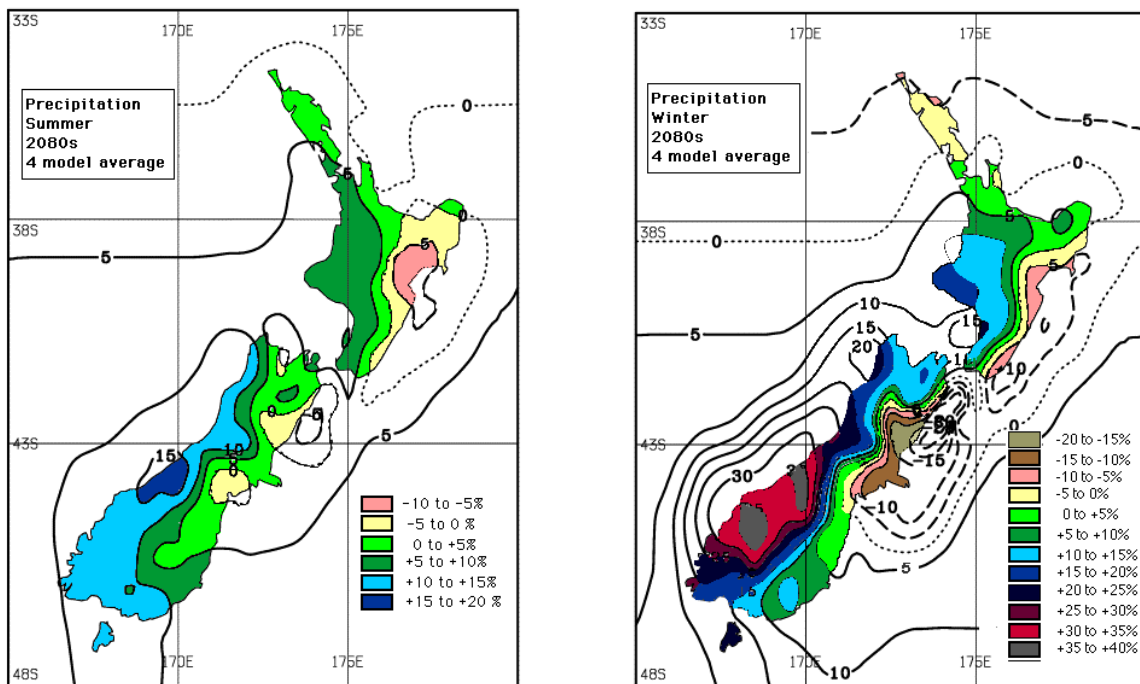 33S
170E
175E
Precipitation
Summer
2080s
4 model average
0
5
38S
0
5
5
-5
0
10
15
5
0
43S
5
-10 to -5%
-5 to 0 %
0 to +5%
+5 to +10%
+10 to +15%
+15 to +20 %
48S
170E
175E
33S
170E
175E
Precipitation
Winter
2080s
4 model average
5
0
38S
0
5
-5
10
15
15
20
5
10
-10
0
43S
30
-15
-10
5
10
-20 to -15%
-15 to -10%
-10 to -5%
-5 to 0%
0 to +5%
+5 to +10%
+10 to +15%
+15 to +20%
+20 to +25%
+25 to +30%
+30 to +35%
+35 to +40%
48S
170E
175E